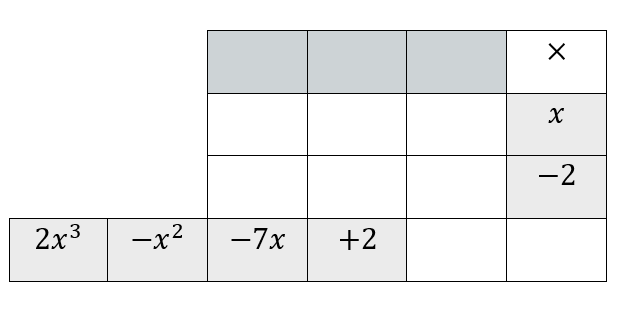 ×
x
−2
2x³ −x² −7x +2